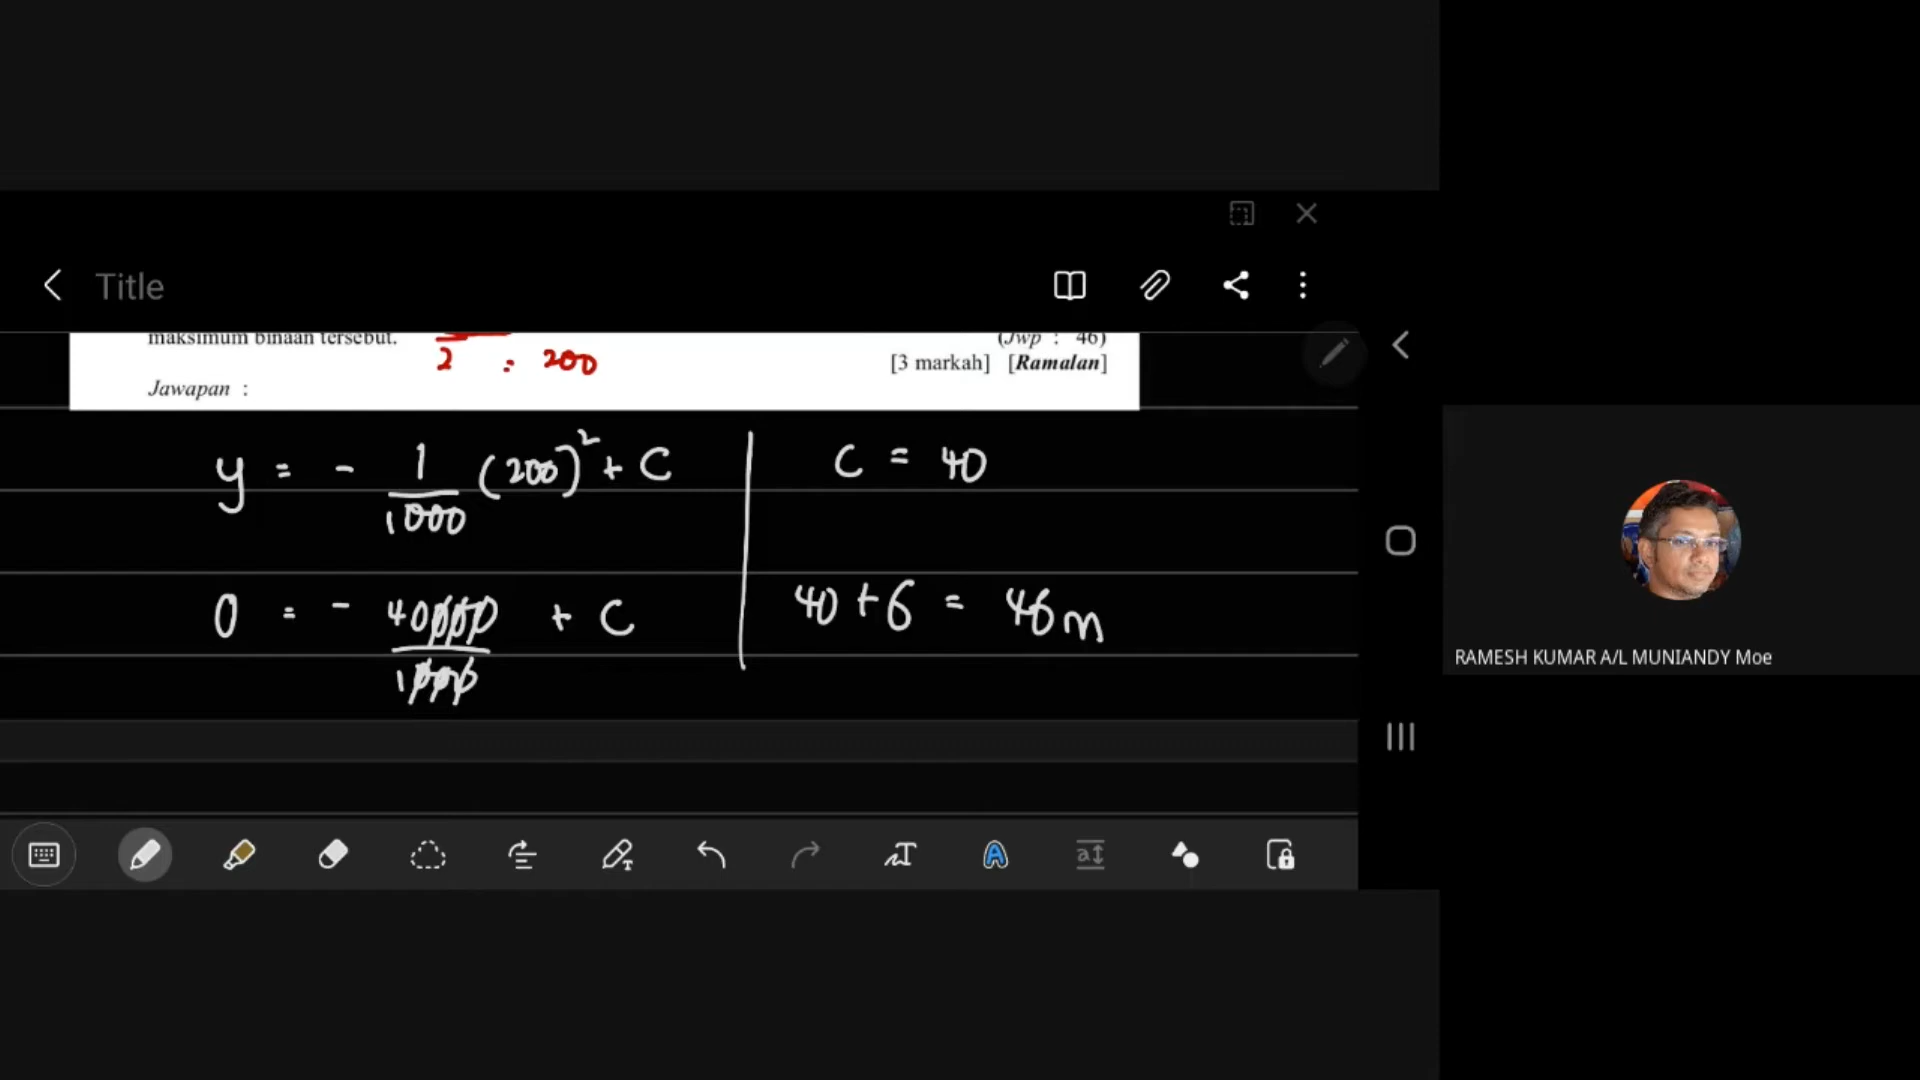 Title
maksimum binaan tersebut.
(Jwp : 46)
2 : 200
[3 markah] [Ramalan]
Jawapan :
y = - 1/1000 (200)² + C
C = 40
0 = - 40000/1000 + C
40 + 6 = 46m
RAMESH KUMAR A/L MUNIANDY Moe